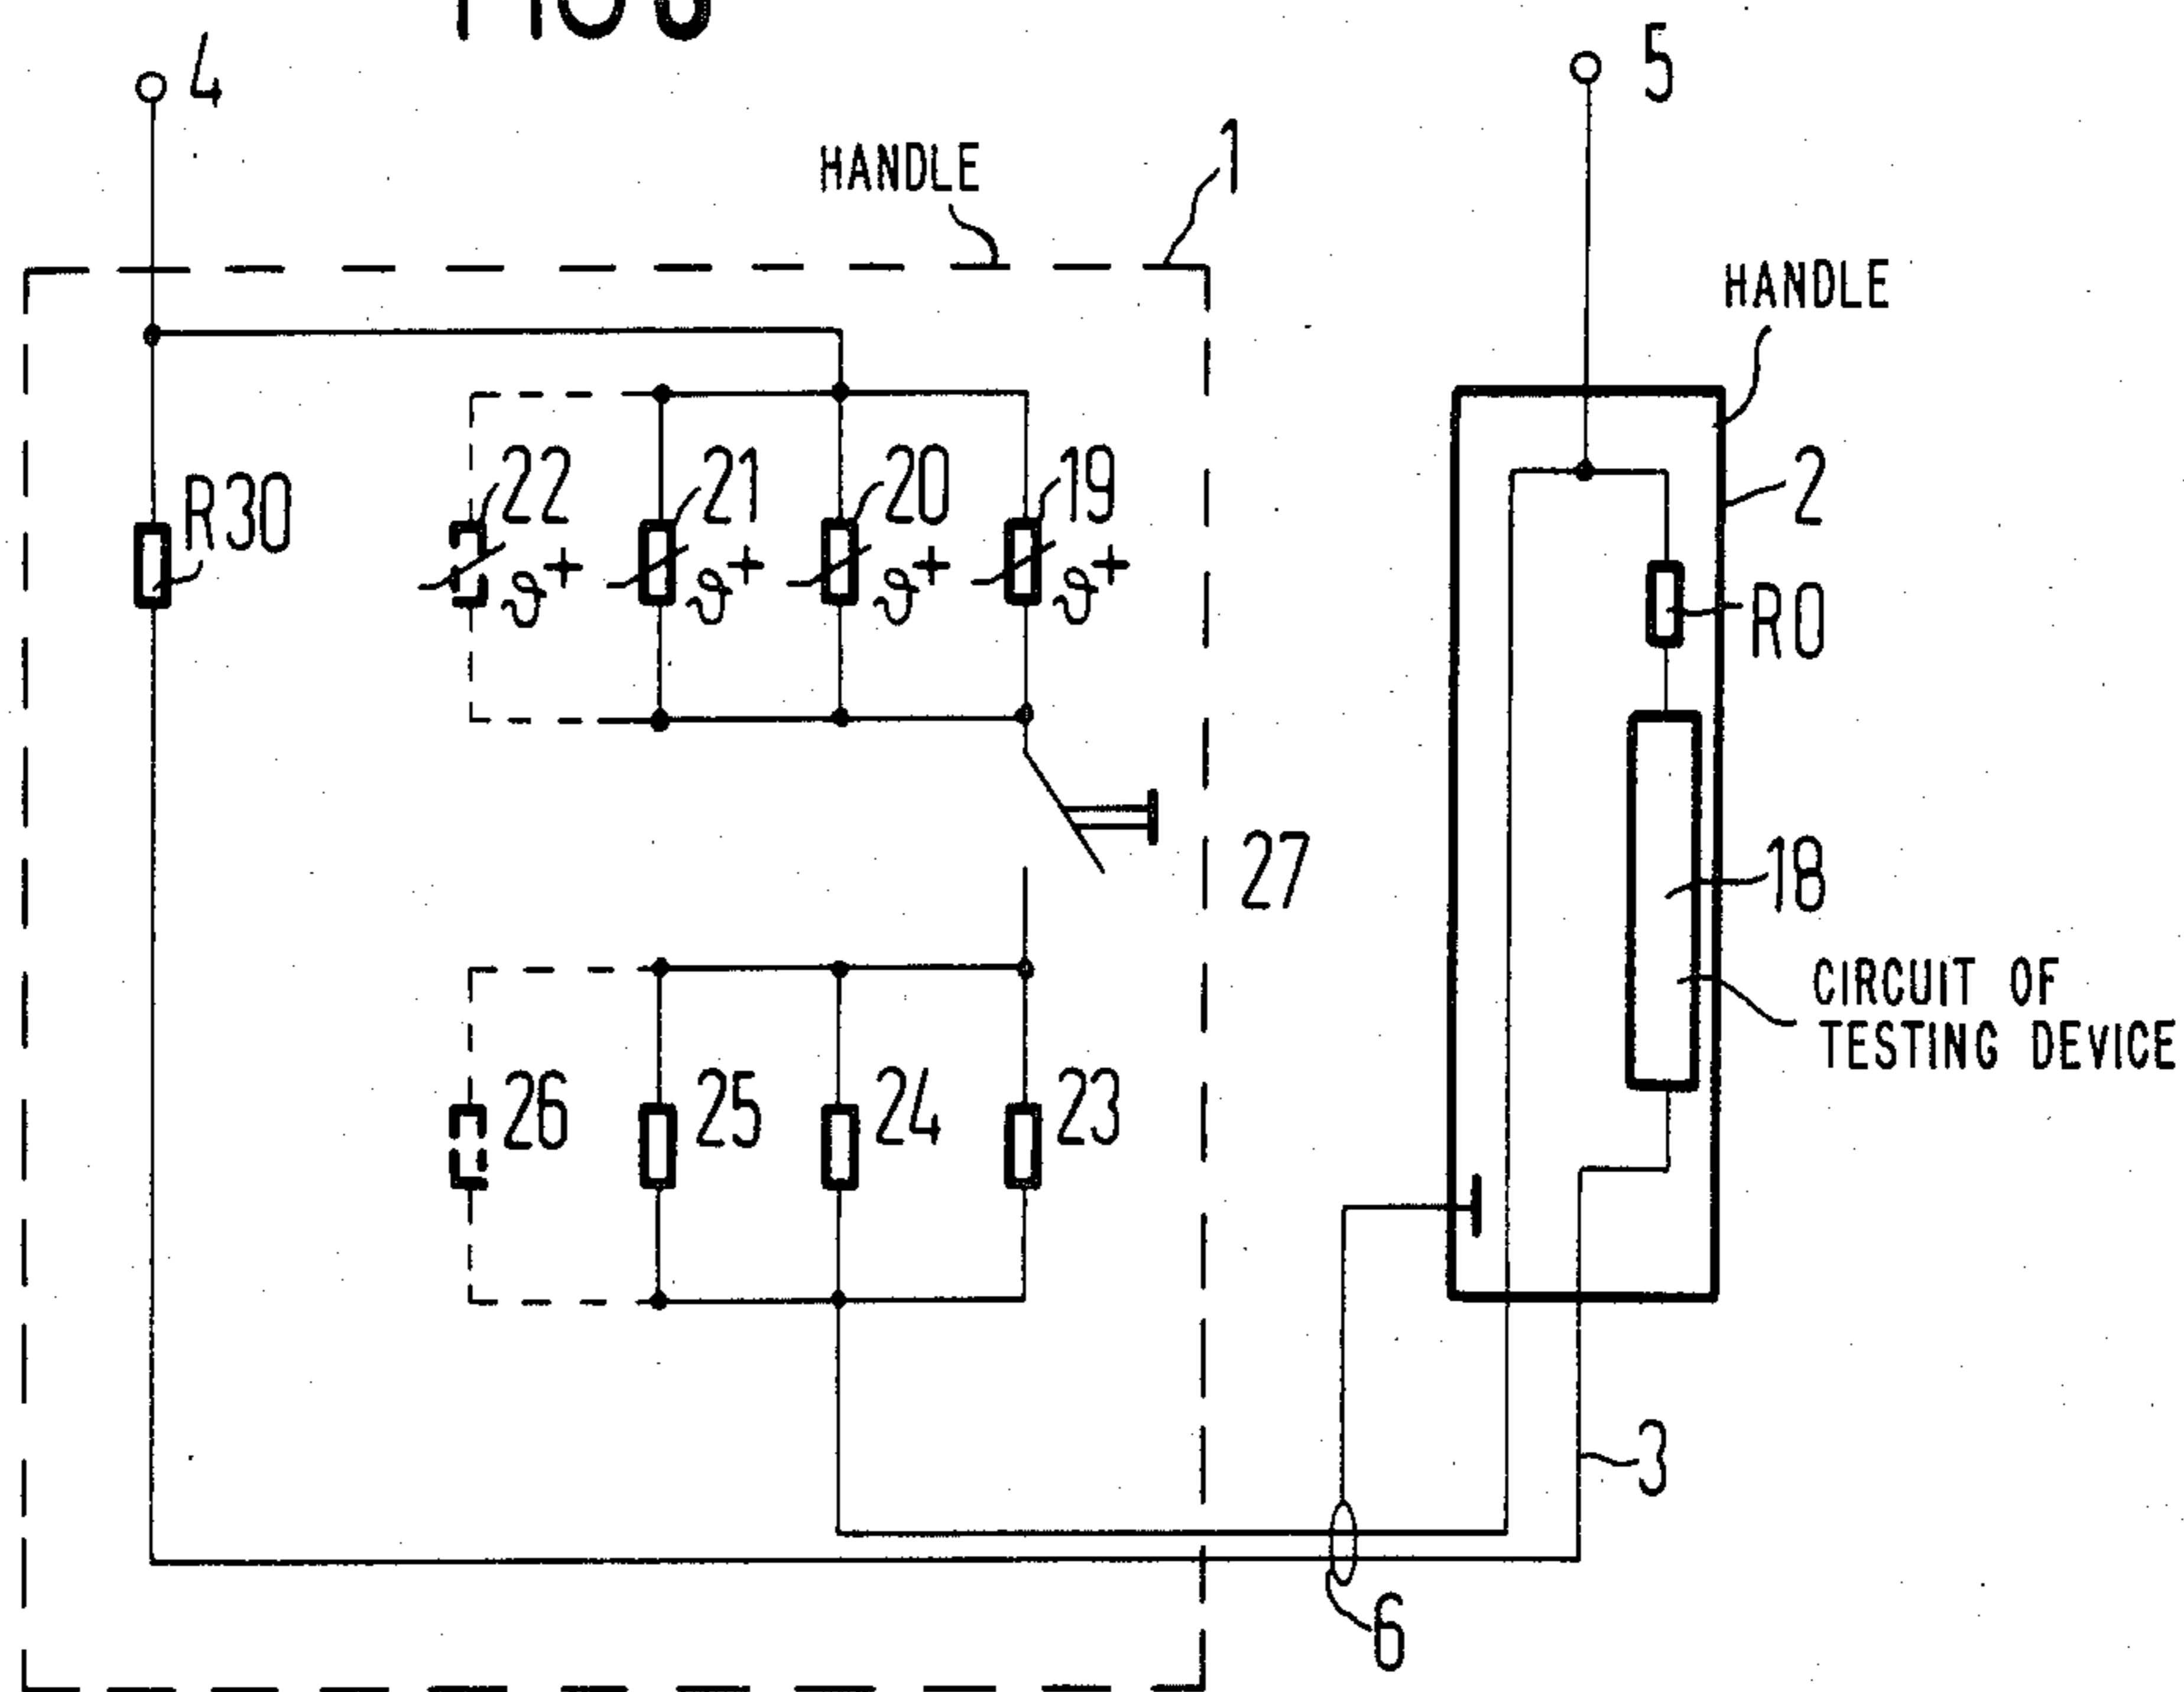 4
5
HANDLE
1
HANDLE
R30
22
21
20
19
ϑ+
ϑ+
ϑ+
ϑ+
2
R0
27
18
CIRCUIT OF
TESTING DEVICE
26
25
24
23
3
6